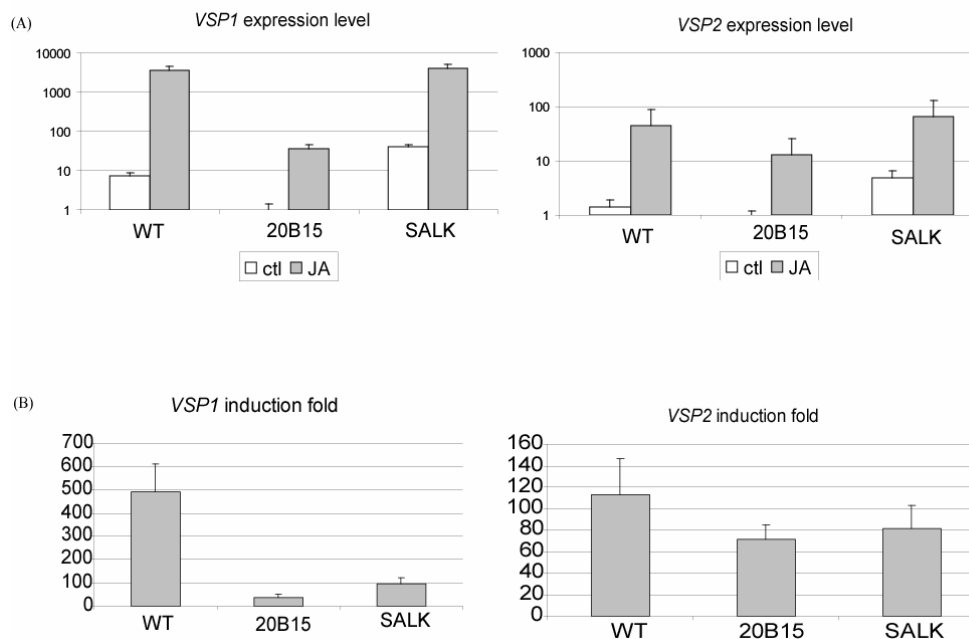 (A)
VSP1 expression level
10000
1000
100
10
1
WT 20B15 SALK
ctl JA
VSP2 expression level
1000
100
10
1
WT 20B15 SALK
ctl JA
(B)
VSP1 induction fold
700
600
500
400
300
200
100
0
WT 20B15 SALK
VSP2 induction fold
160
140
120
100
80
60
40
20
0
WT 20B15 SALK